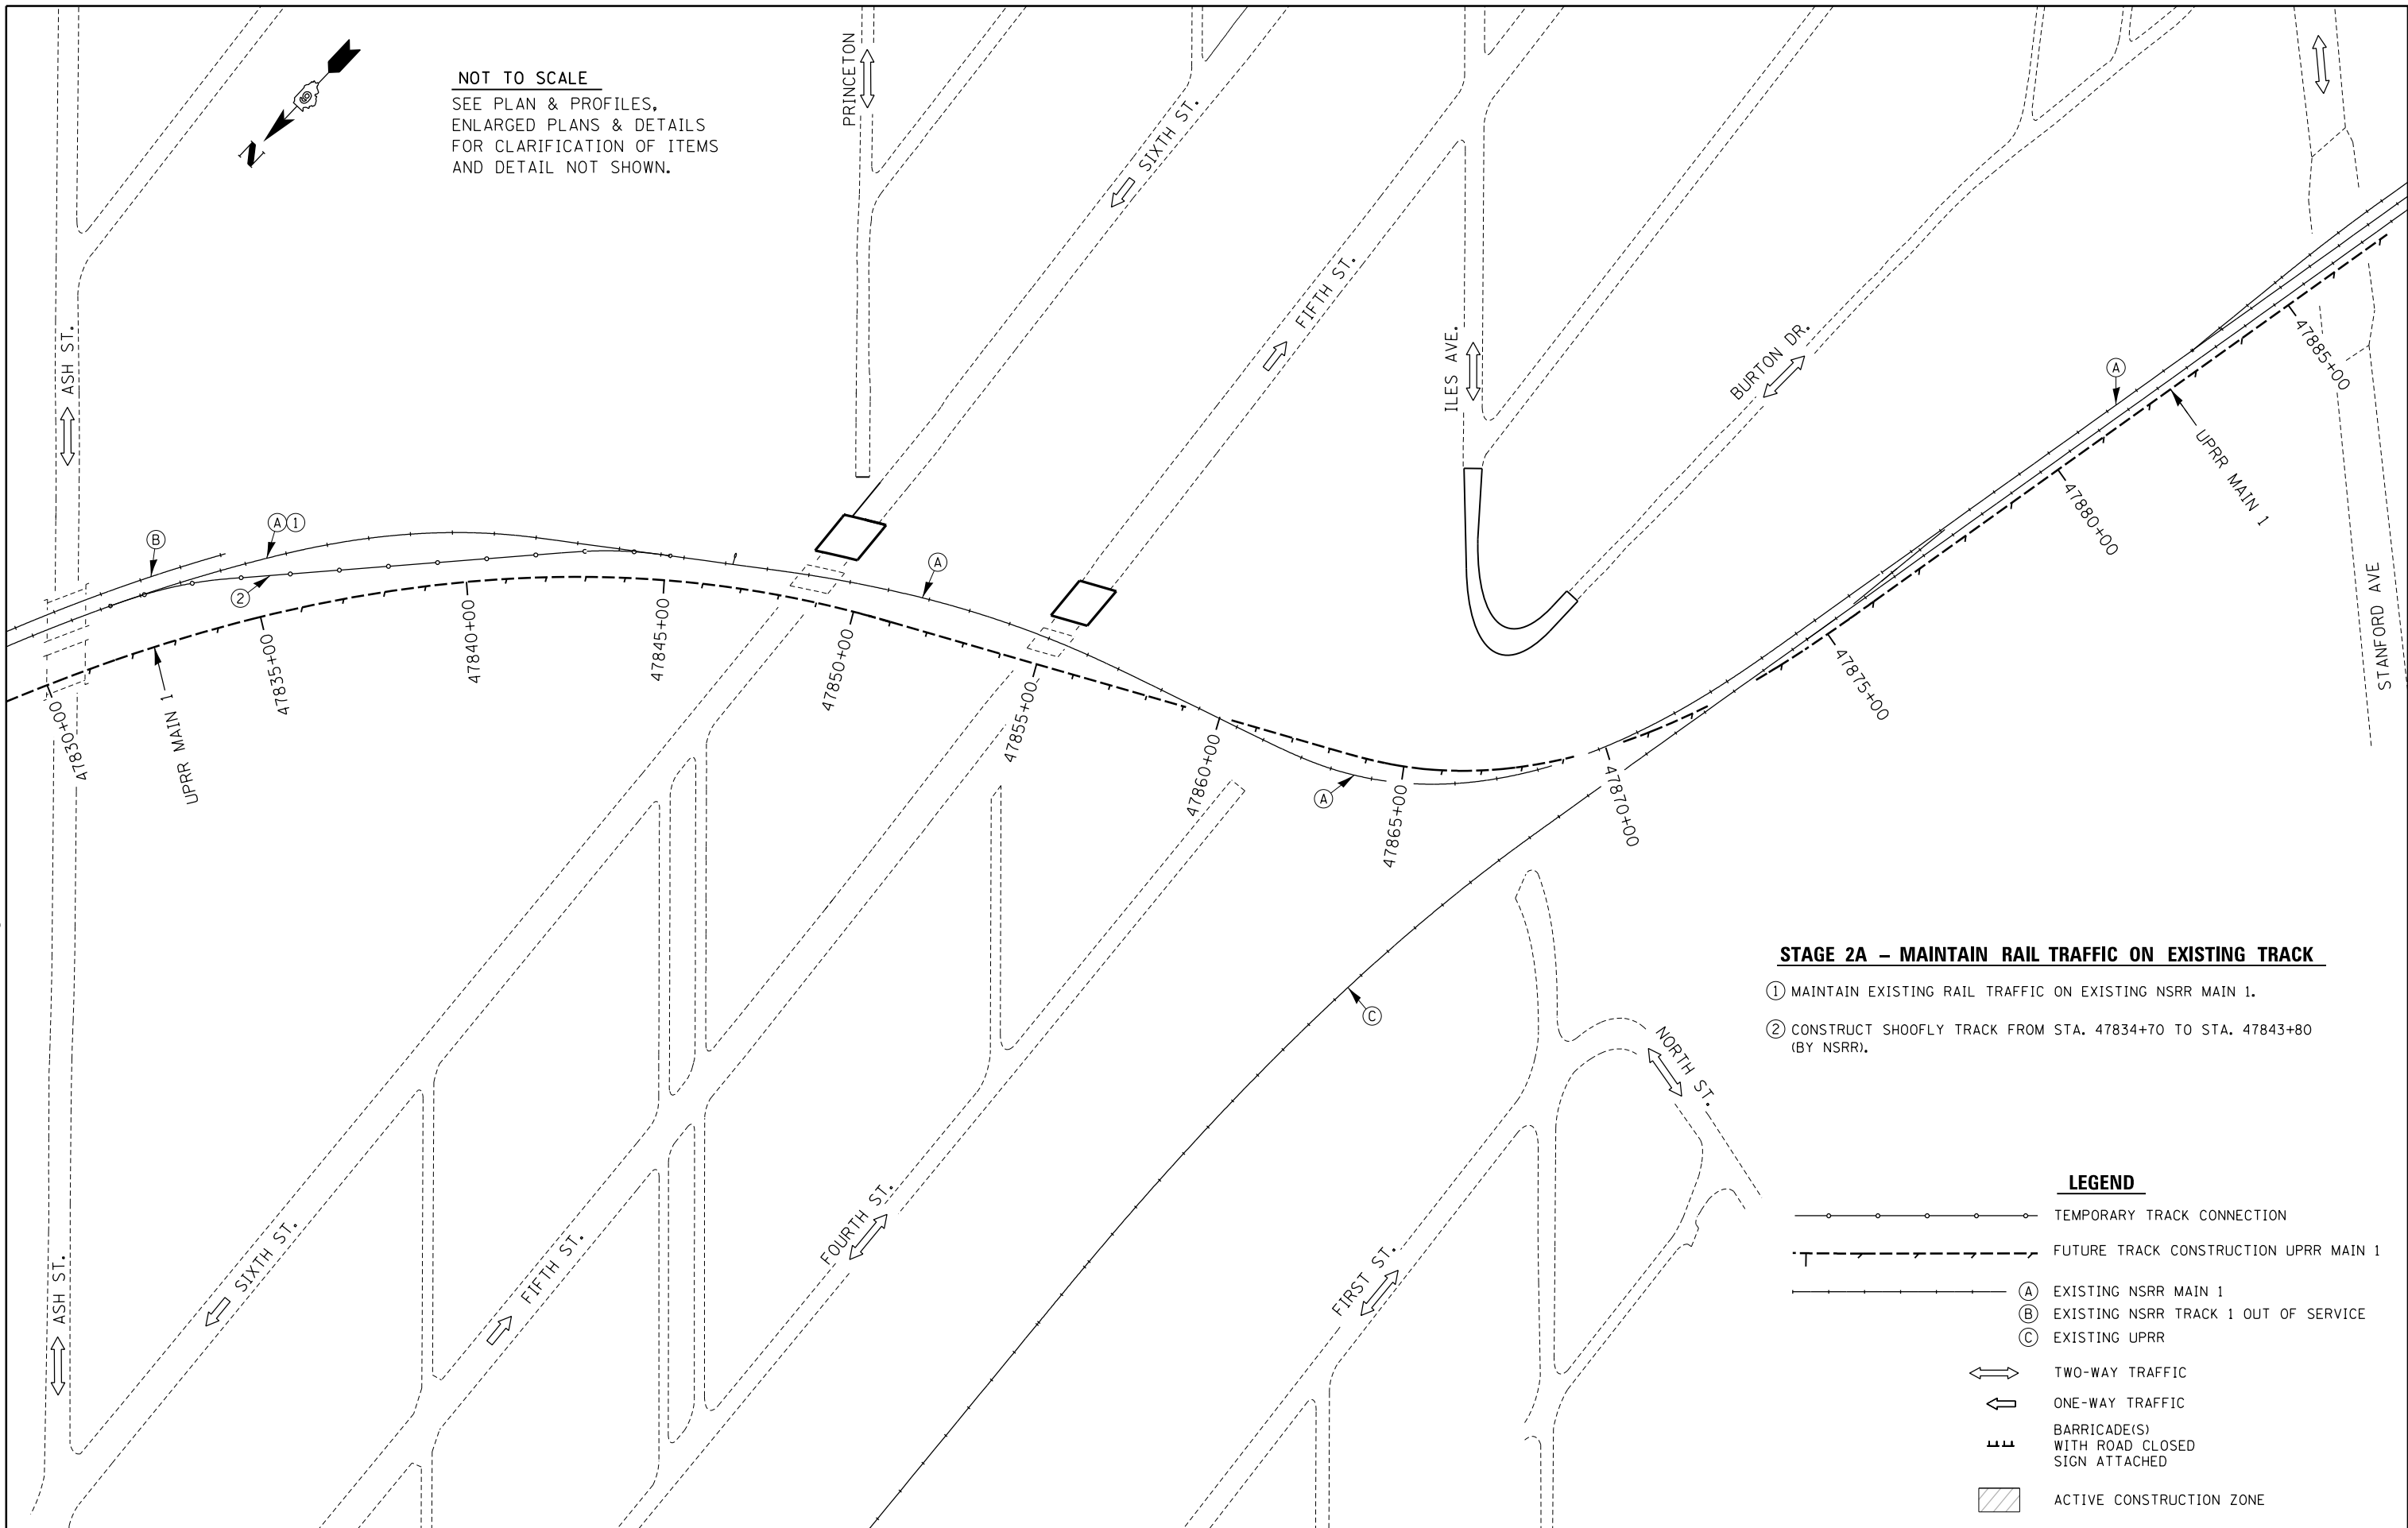 NOT TO SCALE
SEE PLAN & PROFILES,
ENLARGED PLANS & DETAILS
FOR CLARIFICATION OF ITEMS
AND DETAIL NOT SHOWN.
N
PRINCETON
SIXTH ST.
FIFTH ST.
ASH ST.
ILES AVE.
BURTON DR.
STANFORD AVE
B
A 1
2
A
A
A
C
UPRR MAIN 1
UPRR MAIN 1
47830+00
47835+00
47840+00
47845+00
47850+00
47855+00
47860+00
47865+00
47870+00
47875+00
47880+00
47885+00
ASH ST.
SIXTH ST.
FIFTH ST.
FOURTH ST.
FIRST ST.
NORTH ST.
STAGE 2A – MAINTAIN RAIL TRAFFIC ON EXISTING TRACK
1 MAINTAIN EXISTING RAIL TRAFFIC ON EXISTING NSRR MAIN 1.
2 CONSTRUCT SHOOFLY TRACK FROM STA. 47834+70 TO STA. 47843+80
(BY NSRR).
LEGEND
TEMPORARY TRACK CONNECTION
FUTURE TRACK CONSTRUCTION UPRR MAIN 1
A EXISTING NSRR MAIN 1
B EXISTING NSRR TRACK 1 OUT OF SERVICE
C EXISTING UPRR
TWO-WAY TRAFFIC
ONE-WAY TRAFFIC
BARRICADE(S)
WITH ROAD CLOSED
SIGN ATTACHED
ACTIVE CONSTRUCTION ZONE